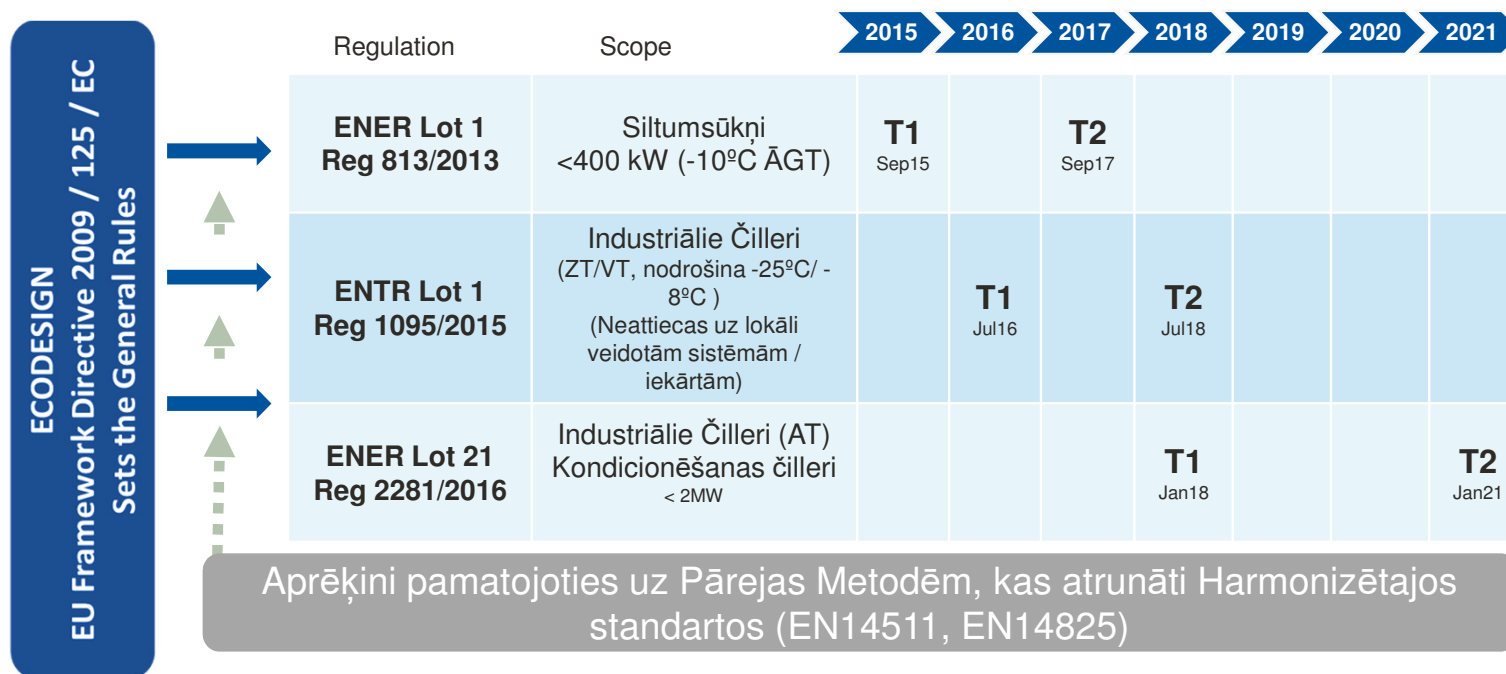 ECODESIGN
EU Framework Directive 2009 / 125 / EC
Sets the General Rules
Regulation
Scope
2015
2016
2017
2018
2019
2020
2021
ENER Lot 1
Reg 813/2013
Siltumsūkņi
<400 kW (-10ºC ĀGT)
T1
Sep15
T2
Sep17
ENTR Lot 1
Reg 1095/2015
Industriālie Čilleri
(ZT/VT, nodrošina -25ºC/ -
8ºC )
(Neattiecas uz lokāli
veidotām sistēmām /
iekārtām)
T1
Jul16
T2
Jul18
ENER Lot 21
Reg 2281/2016
Industriālie Čilleri (AT)
Kondicionēšanas čilleri
< 2MW
T1
Jan18
T2
Jan21
Aprēķini pamatojoties uz Pārejas Metodēm, kas atrunāti Harmonizētajos
standartos (EN14511, EN14825)